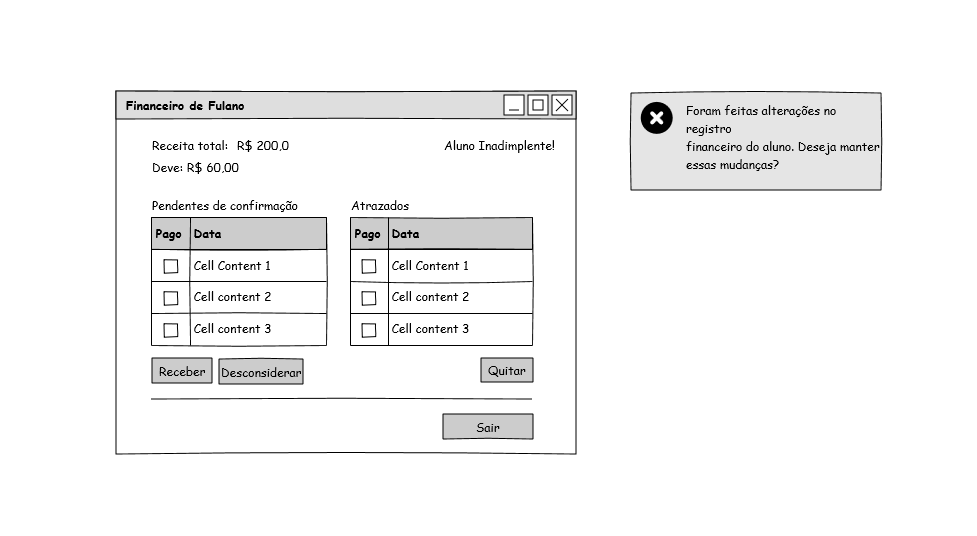 Financeiro de Fulano
Receita total: R$ 200,0
Aluno Inadimplente!
Deve: R$ 60,00
Pendentes de confirmação
Pago Data
Cell Content 1
Cell content 2
Cell content 3
Receber Desconsiderar
Atrazados
Pago Data
Cell Content 1
Cell content 2
Cell content 3
Quitar
Sair
Foram feitas alterações no
registro
financeiro do aluno. Deseja manter
essas mudanças?